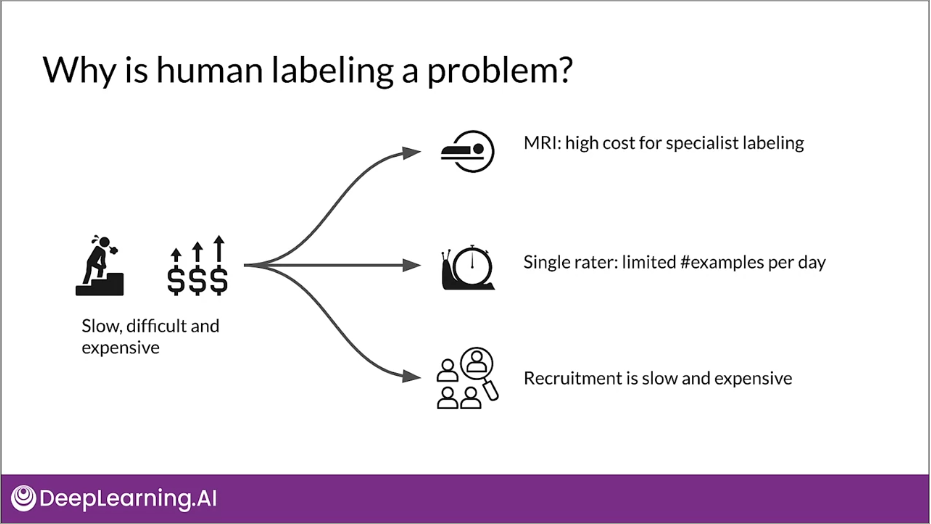 Why is human labeling a problem?
MRI: high cost for specialist labeling
$$$
Single rater: limited #examples per day
Slow, difficult and
expensive
Recruitment is slow and expensive
DeepLearning.AI